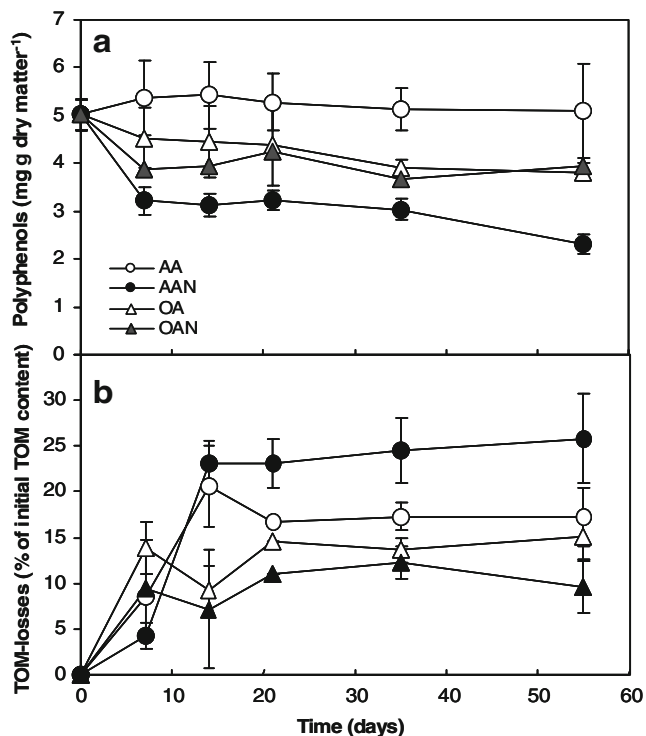 a
Polyphenols (mg g dry matter⁻¹)
7
6
5
4
3
2
1
0
AA
AAN
OA
OAN
b
TOM-losses (% of initial TOM content)
30
25
20
15
10
5
0
0 10 20 30 40 50 60
Time (days)